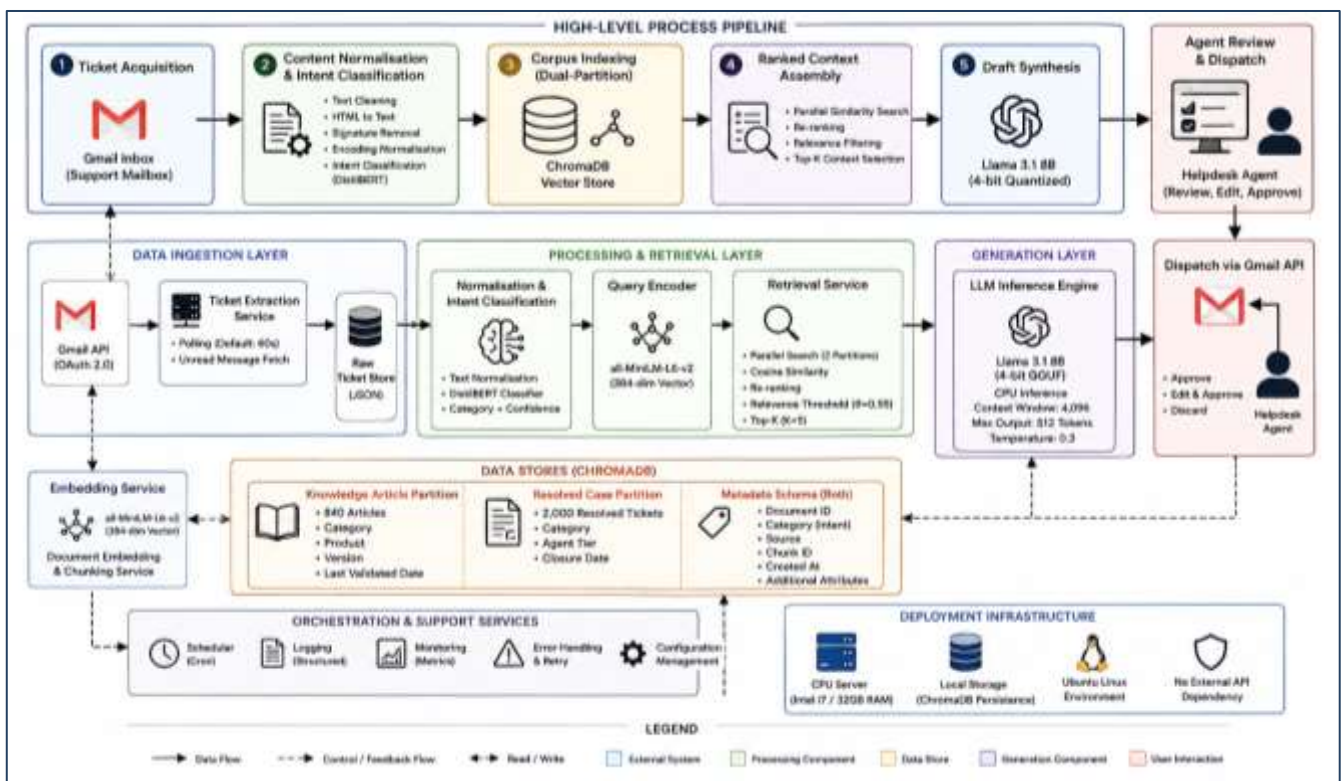 HIGH-LEVEL PROCESS PIPELINE
1 Ticket Acquisition
Gmail Inbox
(Support Mailbox)
2 Content Normalisation
& Intent Classification
• Text Cleaning
• HTML to Text
• Signature Removal
• Encoding Normalisation
• Intent Classification
(DistilBERT)
3 Corpus Indexing
(Dual-Partition)
ChromaDB
Vector Store
4 Ranked Context
Assembly
• Parallel Similarity Search
• Re-ranking
• Relevance Filtering
• Top-K Context Selection
5 Draft Synthesis
Llama 3.1 8B
(4-bit Quantized)
Agent Review
& Dispatch
Helpdesk Agent
(Review, Edit, Approve)
DATA INGESTION LAYER
Gmail API
(OAuth 2.0)
Ticket Extraction
Service
• Polling (Default: 60s)
• Unread Message Fetch
Raw
Ticket Store
(JSON)
PROCESSING & RETRIEVAL LAYER
Normalisation &
Intent Classification
• Text Normalisation
• DistilBERT Classifier
• Category + Confidence
Query Encoder
all-MiniLM-L6-v2
(384-dim Vector)
Retrieval Service
• Parallel Search (2 Partitions)
• Cosine Similarity
• Re-ranking
• Relevance Threshold (θ=0.55)
• Top-K (K=5)
GENERATION LAYER
LLM Inference Engine
Llama 3.1 8B
(4-bit GGUF)
CPU Inference
Context Window: 4,096
Max Output: 512 Tokens
Temperature: 0.3
Dispatch via Gmail API
• Approve
• Edit & Approve
• Discard
Helpdesk
Agent
Embedding Service
all-MiniLM-L6-v2
(384-dim Vector)
Document Embedding
& Chunking Service
DATA STORES (CHROMADB)
Knowledge Article Partition
• 840 Articles
• Category
• Product
• Version
• Last Validated Date
Resolved Case Partition
• 2,000 Resolved Tickets
• Category
• Agent Tier
• Closure Date
Metadata Schema (Both)
• Document ID
• Category (Intent)
• Source
• Chunk ID
• Created At
• Additional Attributes
ORCHESTRATION & SUPPORT SERVICES
Scheduler
(Cron)
Logging
(Structured)
Monitoring
(Metrics)
Error Handling
& Retry
Configuration
Management
DEPLOYMENT INFRASTRUCTURE
CPU Server
(Intel i7 / 32GB RAM)
Local Storage
(ChromaDB Persistence)
Ubuntu Linux
Environment
No External API
Dependency
LEGEND
Data Flow
Control / Feedback Flow
Read / Write
External System
Processing Component
Data Store
Generation Component
User Interaction